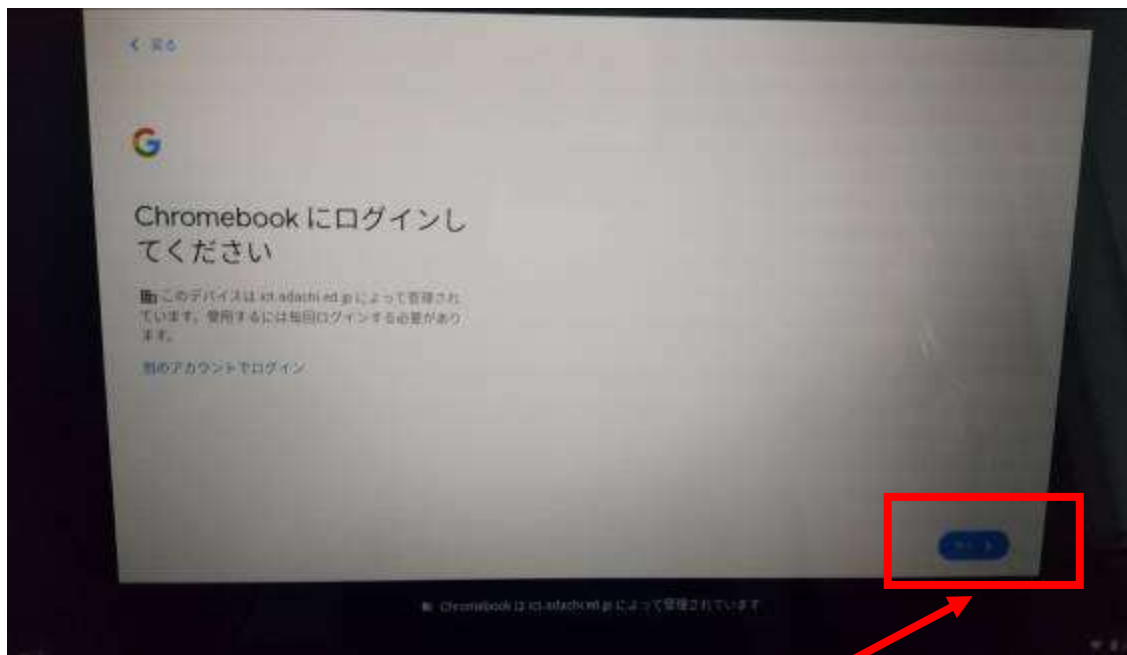 戻る
G
Chromebook にログインし
てください
このデバイスは ict.adachi.ed.jp によって管理され
ています。使用するには毎回ログインする必要があり
ます。
別のアカウントでログイン
次へ
Chromebook は ict.adachi.ed.jp によって管理されています